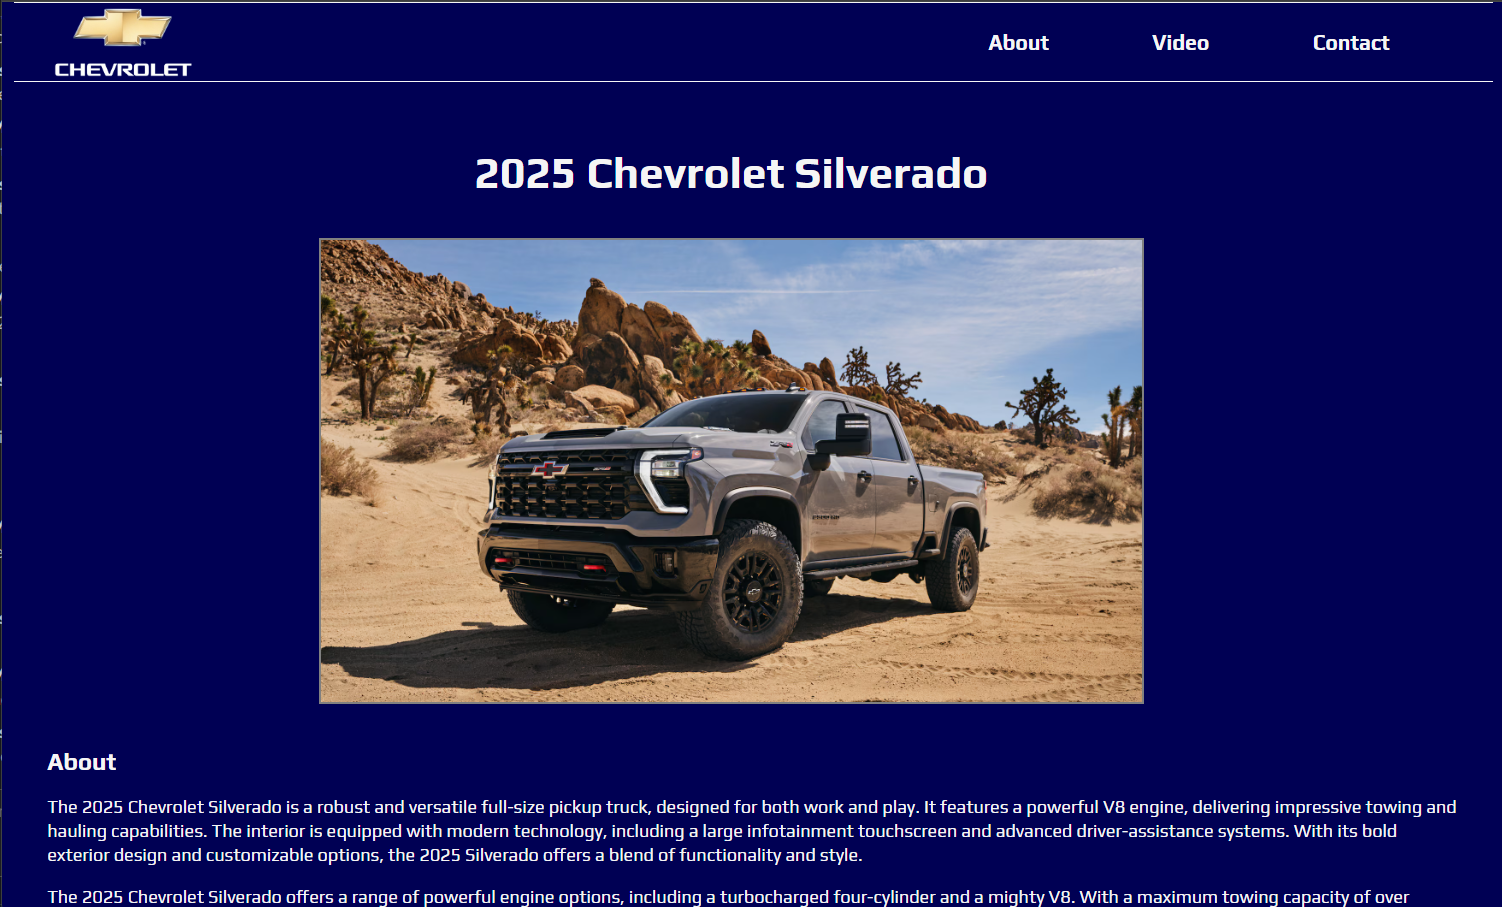 CHEVROLET
About Video Contact
2025 Chevrolet Silverado
About
The 2025 Chevrolet Silverado is a robust and versatile full-size pickup truck, designed for both work and play. It features a powerful V8 engine, delivering impressive towing and
hauling capabilities. The interior is equipped with modern technology, including a large infotainment touchscreen and advanced driver-assistance systems. With its bold
exterior design and customizable options, the 2025 Silverado offers a blend of functionality and style.
The 2025 Chevrolet Silverado offers a range of powerful engine options, including a turbocharged four-cylinder and a mighty V8. With a maximum towing capacity of over